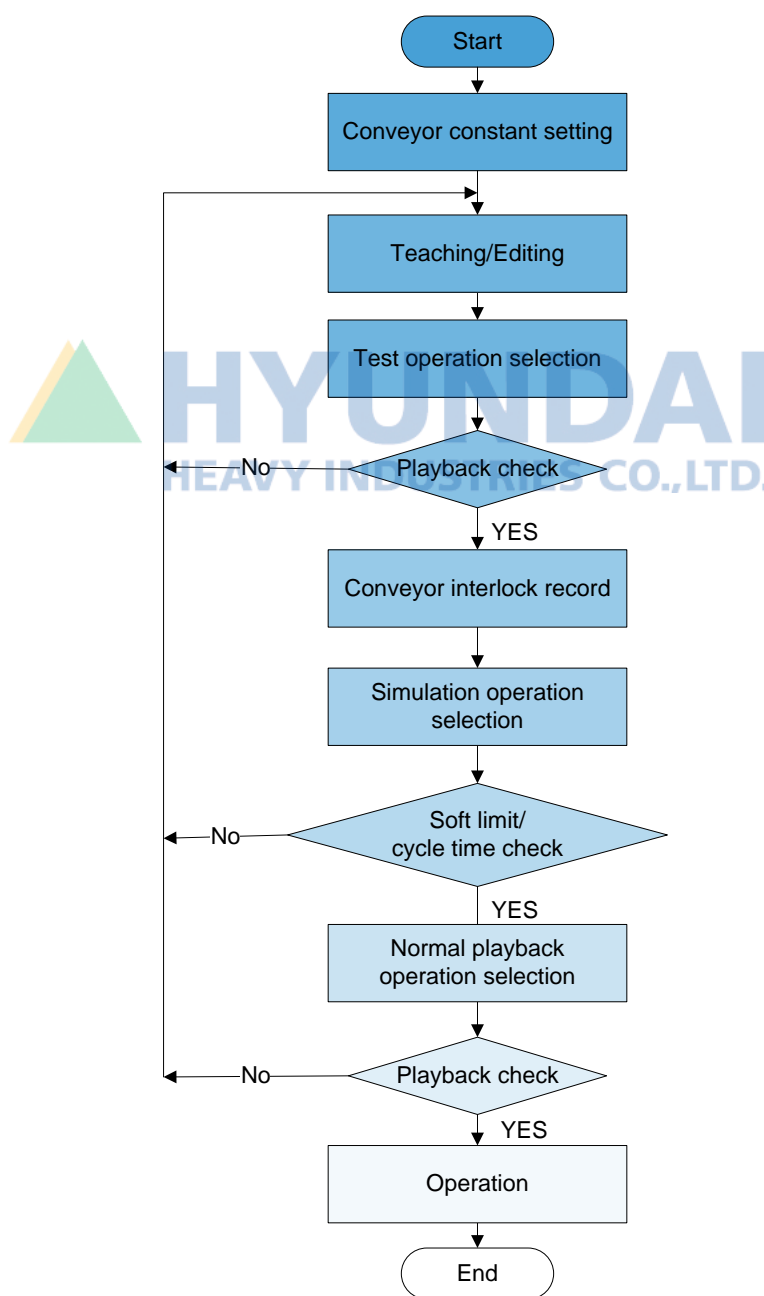 Start
Conveyor constant setting
Teaching/Editing
Test operation selection
HYUNDAI
HEAVY INDUSTRIES CO.,LTD.
No
Playback check
YES
Conveyor interlock record
Simulation operation
selection
Soft limit/
cycle time check
No
YES
Normal playback
operation selection
No
Playback check
YES
Operation
End